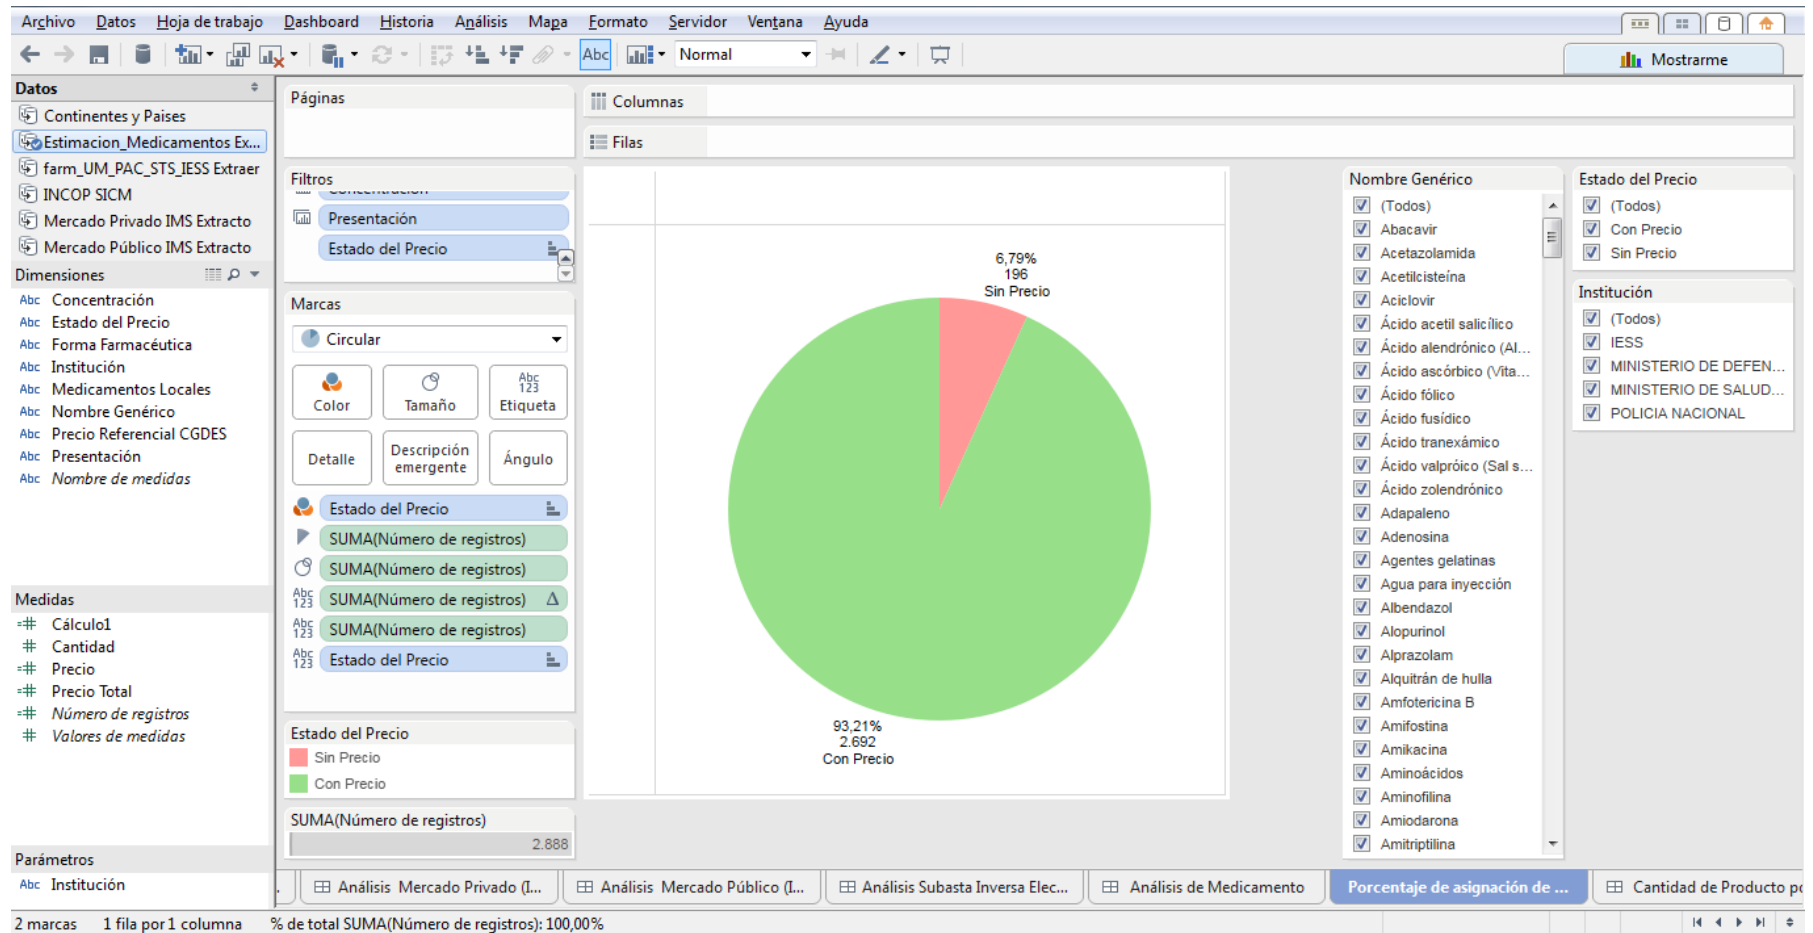 Archivo Datos Hoja de trabajo Dashboard Historia Análisis Mapa Formato Servidor Ventana Ayuda
Abc Normal
Mostrarme
Datos
Continentes y Paises
Estimacion_Medicamentos Ex...
farm_UM_PAC_STS_IESS Extraer
INCOP SICM
Mercado Privado IMS Extracto
Mercado Público IMS Extracto
Dimensiones
Abc Concentración
Abc Estado del Precio
Abc Forma Farmacéutica
Abc Institución
Abc Medicamentos Locales
Abc Nombre Genérico
Abc Precio Referencial CGDES
Abc Presentación
Abc Nombre de medidas
Medidas
Cálculo1
Cantidad
Precio
Precio Total
Número de registros
Valores de medidas
Parámetros
Abc Institución
Páginas
Filtros
Concentración
Presentación
Estado del Precio
Marcas
Circular
Color
Tamaño
Abc
123
Etiqueta
Detalle
Descripción
emergente
Ángulo
Estado del Precio
SUMA(Número de registros)
SUMA(Número de registros)
Abc
123
SUMA(Número de registros) Δ
Abc
123
SUMA(Número de registros)
Abc
123
Estado del Precio
Estado del Precio
Sin Precio
Con Precio
SUMA(Número de registros)
2.888
Columnas
Filas
6,79%
196
Sin Precio
93,21%
2.692
Con Precio
Nombre Genérico
(Todos)
Abacavir
Acetazolamida
Acetilcisteína
Aciclovir
Ácido acetil salicílico
Ácido alendrónico (Al...
Ácido ascórbico (Vita...
Ácido fólico
Ácido fusídico
Ácido tranexámico
Ácido valpróico (Sal s...
Ácido zolendrónico
Adapaleno
Adenosina
Agentes gelatinas
Agua para inyección
Albendazol
Alopurinol
Alprazolam
Alquitrán de hulla
Amfotericina B
Amifostina
Amikacina
Aminoácidos
Aminofilina
Amiodarona
Amitriptilina
Estado del Precio
(Todos)
Con Precio
Sin Precio
Institución
(Todos)
IESS
MINISTERIO DE DEFEN...
MINISTERIO DE SALUD...
POLICIA NACIONAL
. Análisis Mercado Privado (I... Análisis Mercado Público (I... Análisis Subasta Inversa Elec... Análisis de Medicamento Porcentaje de asignación de ... Cantidad de Producto po
2 marcas 1 fila por 1 columna % de total SUMA(Número de registros): 100,00%